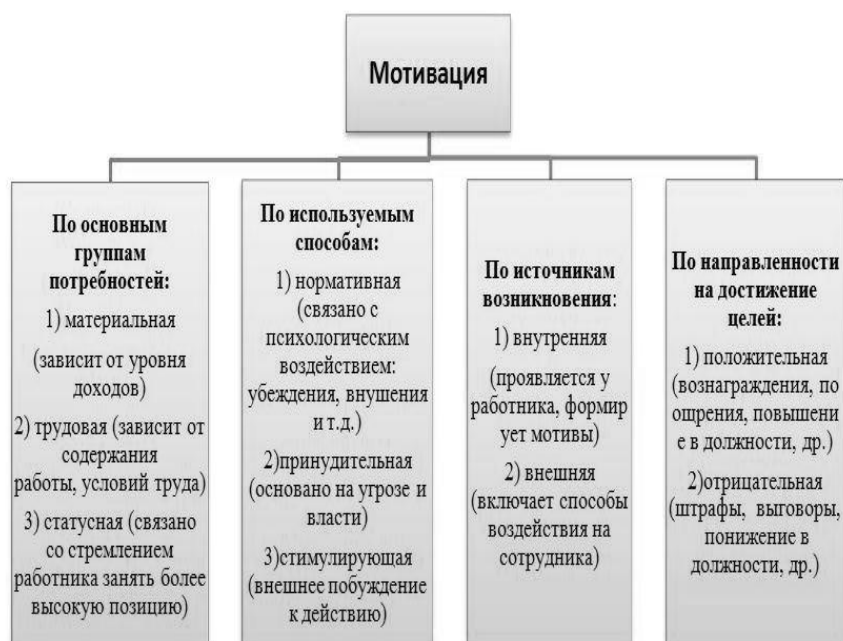 Мотивация
По основным
группам
потребностей:
1) материальная
(зависит от уровня
доходов)
2) трудовая (зависит от
содержания
работы, условий труда)
3) статусная (связано
со стремлением
работника занять более
высокую позицию)
По используемым
способам:
1) нормативная
(связано с
психологическим
воздействием:
убеждения, внушения
и т.д.)
2)принудительная
(основано на угрозе и
власти)
3)стимулирующая
(внешнее побуждение
к действию)
По источникам
возникновения:
1) внутренняя
(проявляется у
работника, формир
ует мотивы)
2) внешняя
(включает способы
воздействия на
сотрудника)
По направленности
на достижение
целей:
1) положительная
(вознаграждения, по
ощрения, повышени
е в должности, др.)
2)отрицательная
(штрафы, выговоры,
понижение в
должности, др.)